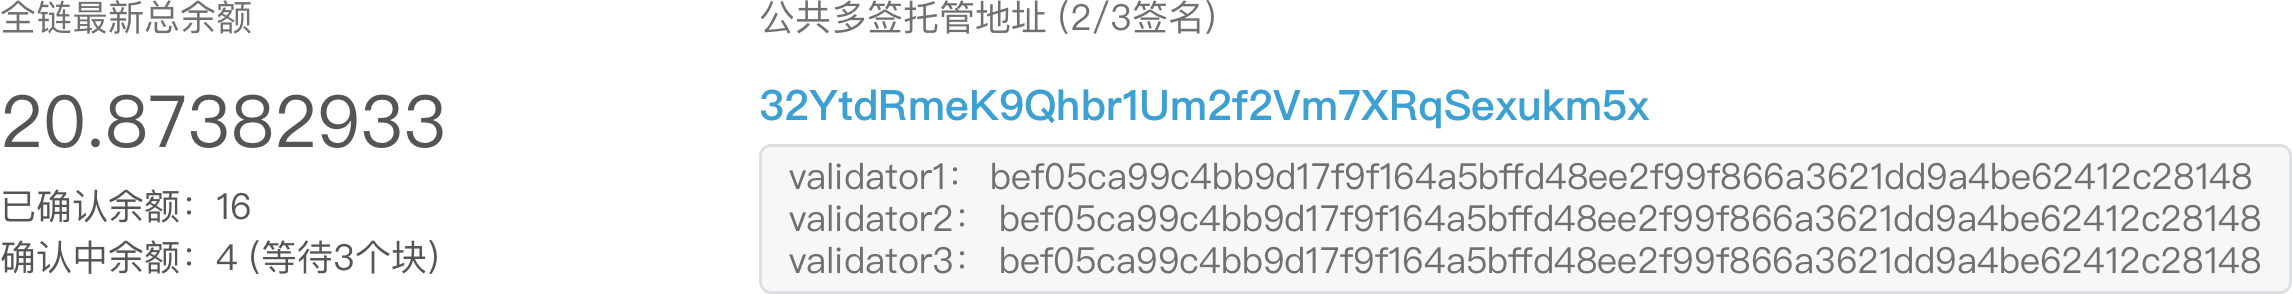 全链最新总余额
20.87382933
已确认余额：16
确认中余额：4 (等待3个块)
公共多签托管地址 (2/3签名)
32YtdRmeK9Qhbr1Um2f2Vm7XRqSexukm5x
validator1： bef05ca99c4bb9d17f9f164a5bffd48ee2f99f866a3621dd9a4be62412c28148
validator2： bef05ca99c4bb9d17f9f164a5bffd48ee2f99f866a3621dd9a4be62412c28148
validator3： bef05ca99c4bb9d17f9f164a5bffd48ee2f99f866a3621dd9a4be62412c28148